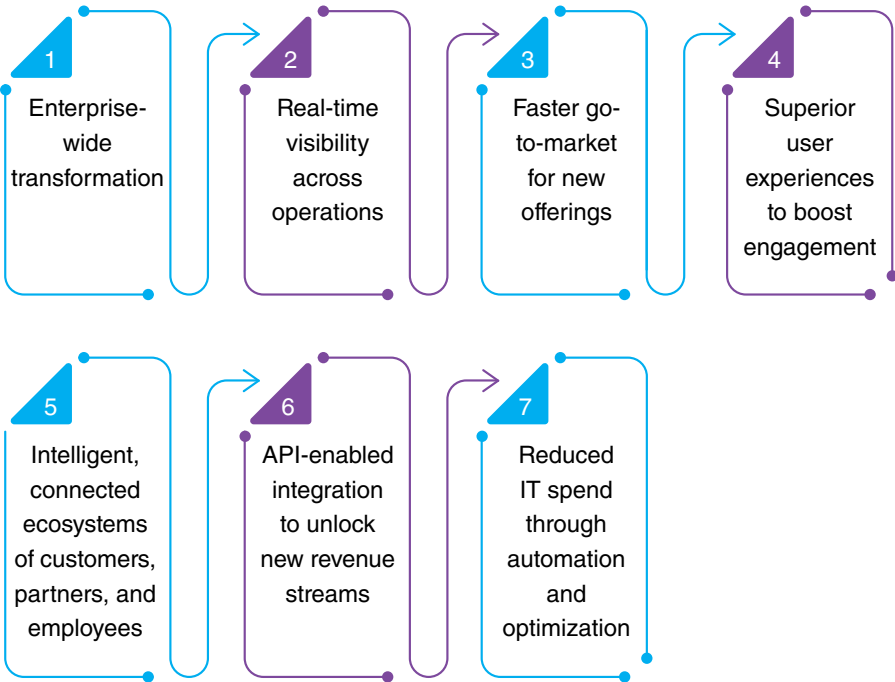 1
Enterprise-
wide
transformation
2
Real-time
visibility
across
operations
3
Faster go-
to-market
for new
offerings
4
Superior
user
experiences
to boost
engagement
5
Intelligent,
connected
ecosystems
of customers,
partners, and
employees
6
API-enabled
integration
to unlock
new revenue
streams
7
Reduced
IT spend
through
automation
and
optimization